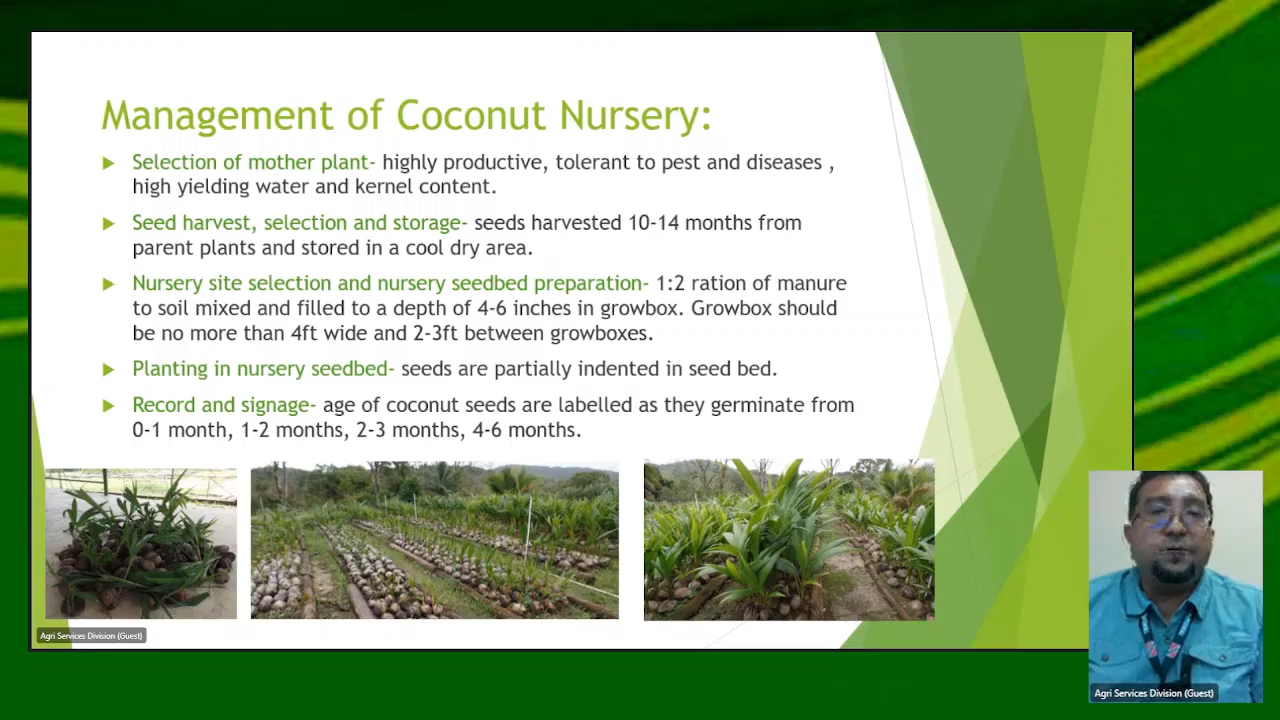 Management of Coconut Nursery:
Selection of mother plant- highly productive, tolerant to pest and diseases ,
high yielding water and kernel content.
Seed harvest, selection and storage- seeds harvested 10-14 months from
parent plants and stored in a cool dry area.
Nursery site selection and nursery seedbed preparation- 1:2 ration of manure
to soil mixed and filled to a depth of 4-6 inches in growbox. Growbox should
be no more than 4ft wide and 2-3ft between growboxes.
Planting in nursery seedbed- seeds are partially indented in seed bed.
Record and signage- age of coconut seeds are labelled as they germinate from
0-1 month, 1-2 months, 2-3 months, 4-6 months.
Agri Services Division (Guest)
Agri Services Division (Guest)